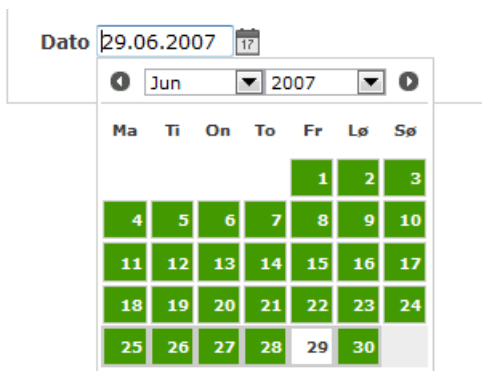 Dato 29.06.2007 17
Jun 2007
Ma Ti On To Fr Lø Sø
1 2 3
4 5 6 7 8 9 10
11 12 13 14 15 16 17
18 19 20 21 22 23 24
25 26 27 28 29 30